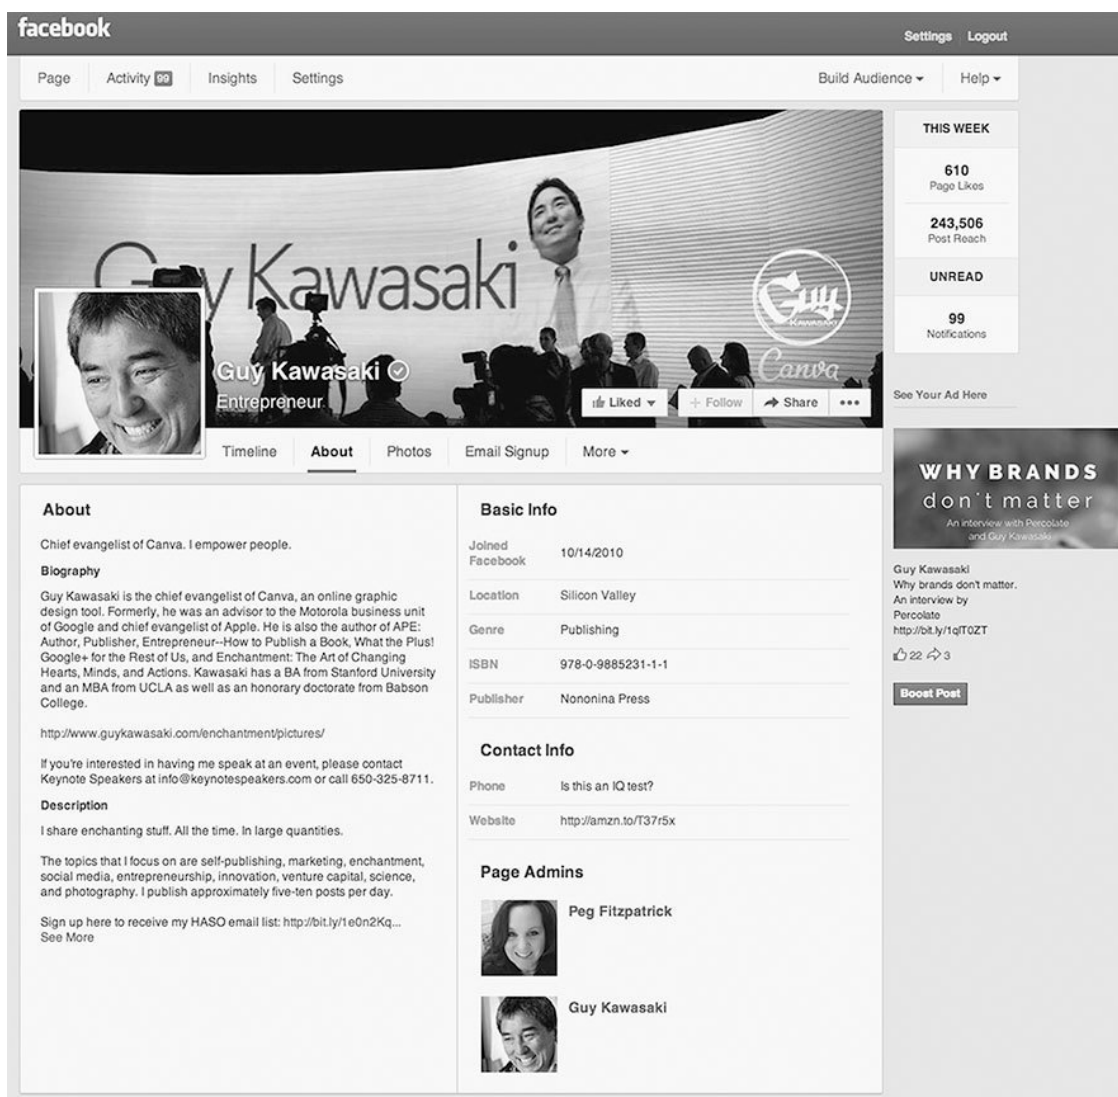 facebook
Settings Logout
Page Activity 99 Insights Settings Build Audience Help
THIS WEEK
610
Page Likes
243,506
Post Reach
UNREAD
99
Notifications
Guy Kawasaki
Guy
KAWASAKI
Canva
Guy Kawasaki
Entrepreneur
Liked + Follow Share •••
Timeline About Photos Email Signup More
See Your Ad Here
WHY BRANDS
don't matter
An interview with Percolate
and Guy Kawasaki
Guy Kawasaki
Why brands don't matter.
An interview by
Percolate
http://bit.ly/1qlT0ZT
22 3
Boost Post
About
Chief evangelist of Canva. I empower people.
Biography
Guy Kawasaki is the chief evangelist of Canva, an online graphic
design tool. Formerly, he was an advisor to the Motorola business unit
of Google and chief evangelist of Apple. He is also the author of APE:
Author, Publisher, Entrepreneur--How to Publish a Book, What the Plus!
Google+ for the Rest of Us, and Enchantment: The Art of Changing
Hearts, Minds, and Actions. Kawasaki has a BA from Stanford University
and an MBA from UCLA as well as an honorary doctorate from Babson
College.
http://www.guykawasaki.com/enchantment/pictures/
If you're interested in having me speak at an event, please contact
Keynote Speakers at info@keynotespeakers.com or call 650-325-8711.
Description
I share enchanting stuff. All the time. In large quantities.
The topics that I focus on are self-publishing, marketing, enchantment,
social media, entrepreneurship, innovation, venture capital, science,
and photography. I publish approximately five-ten posts per day.
Sign up here to receive my HASO email list: http://bit.ly/1e0n2Kq...
See More
Basic Info
Joined
Facebook 10/14/2010
Location Silicon Valley
Genre Publishing
ISBN 978-0-9885231-1-1
Publisher Nononina Press
Contact Info
Phone Is this an IQ test?
Website http://amzn.to/T37r5x
Page Admins
Peg Fitzpatrick
Guy Kawasaki